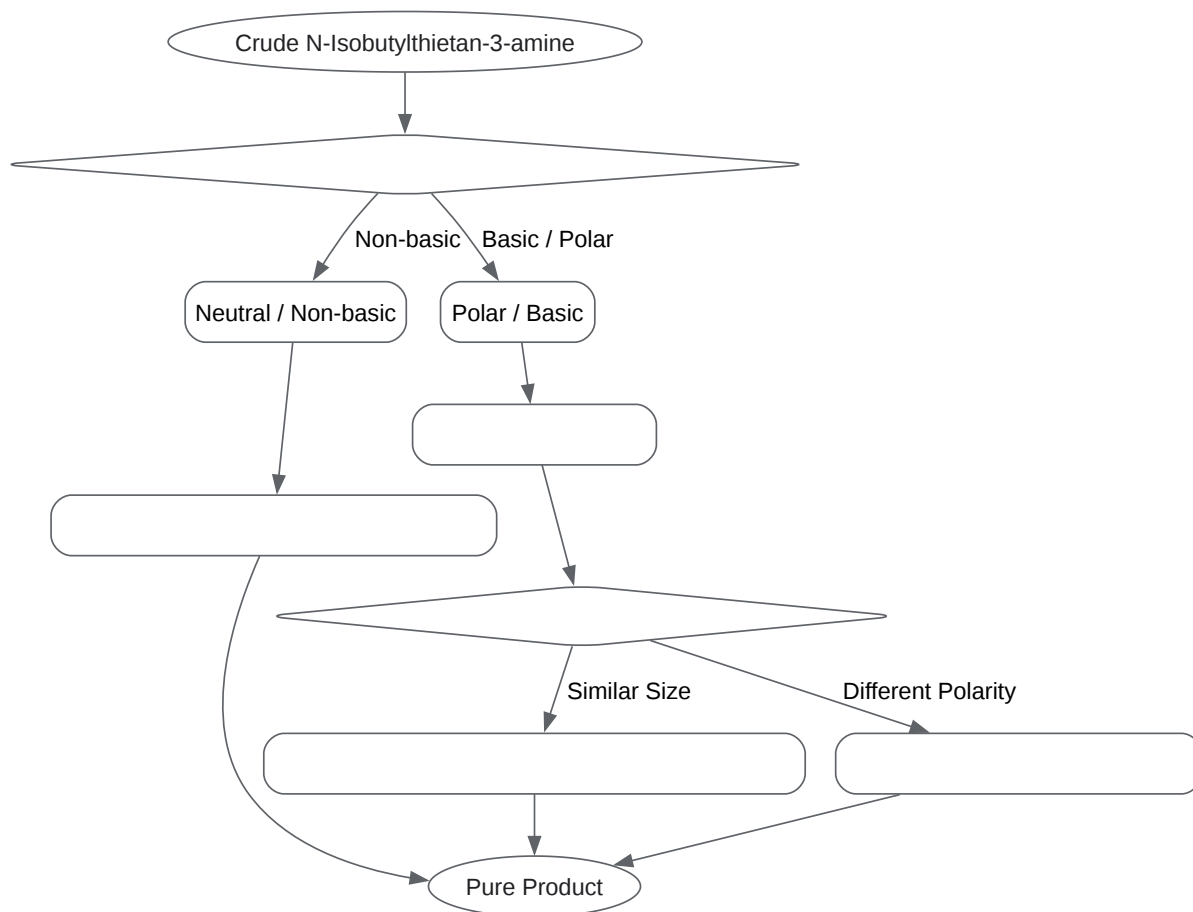 Crude N-Isobutylthietan-3-amine
Non-basic
Basic / Polar
Neutral / Non-basic
Polar / Basic
Similar Size
Different Polarity
Pure Product